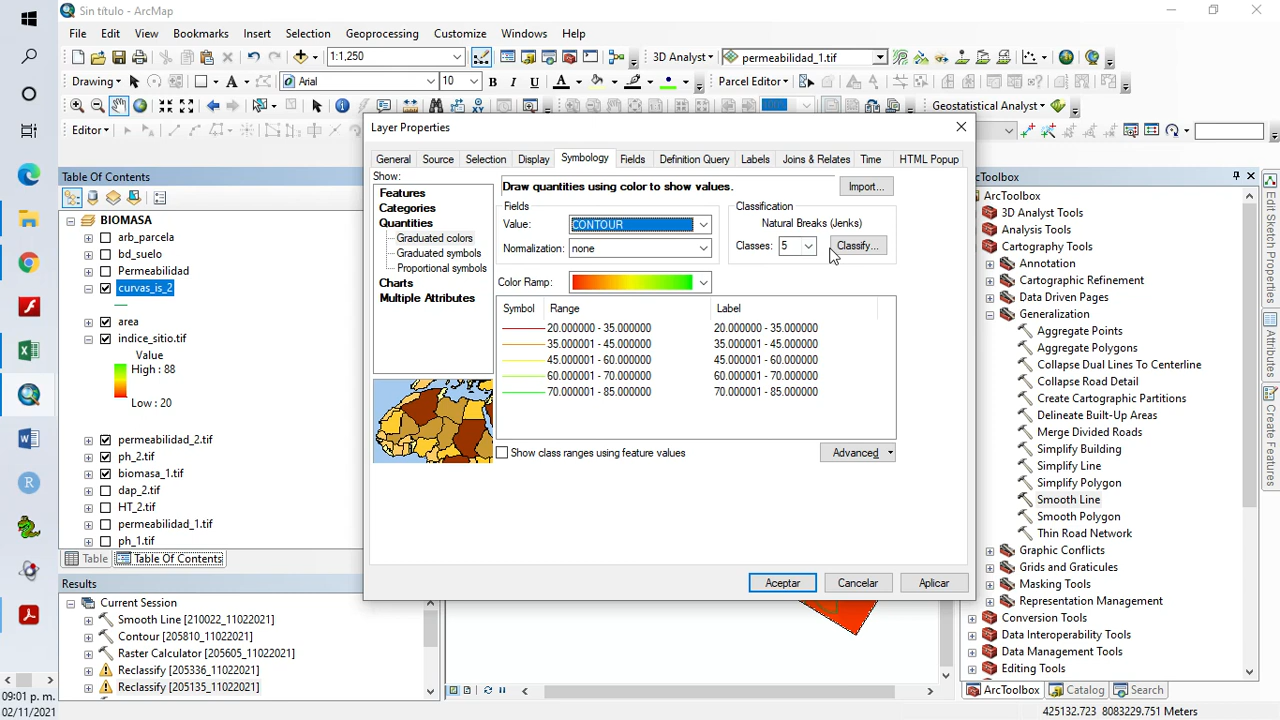 Sin título - ArcMap
File Edit View Bookmarks Insert Selection Geoprocessing Customize Windows Help
1:1,250
3D Analyst
permeabilidad_1.tif
Drawing
Arial
10
B I U A
Parcel Editor
100%
Geostatistical Analyst
Editor
Table Of Contents
BIOMASA
arb_parcela
bd_suelo
Permeabilidad
curvas_is_2
area
indice_sitio.tif
Value
High : 88
Low : 20
permeabilidad_2.tif
ph_2.tif
biomasa_1.tif
dap_2.tif
HT_2.tif
permeabilidad_1.tif
ph_1.tif
Table Table Of Contents
Results
Current Session
Smooth Line [210022_11022021]
Contour [205810_11022021]
Raster Calculator [205605_11022021]
Reclassify [205336_11022021]
Reclassify [205135_11022021]
Layer Properties
General Source Selection Display Symbology Fields Definition Query Labels Joins & Relates Time HTML Popup
Show:
Features
Categories
Quantities
Graduated colors
Graduated symbols
Proportional symbols
Charts
Multiple Attributes
Draw quantities using color to show values.
Import...
Fields
Value: CONTOUR
Normalization: none
Classification
Natural Breaks (Jenks)
Classes: 5 Classify...
Color Ramp:
Symbol Range Label
20.000000 - 35.000000 20.000000 - 35.000000
35.000001 - 45.000000 35.000001 - 45.000000
45.000001 - 60.000000 45.000001 - 60.000000
60.000001 - 70.000000 60.000001 - 70.000000
70.000001 - 85.000000 70.000001 - 85.000000
Show class ranges using feature values
Advanced
Aceptar Cancelar Aplicar
rcToolbox
ArcToolbox
3D Analyst Tools
Analysis Tools
Cartography Tools
Annotation
Cartographic Refinement
Data Driven Pages
Generalization
Aggregate Points
Aggregate Polygons
Collapse Dual Lines To Centerline
Collapse Road Detail
Create Cartographic Partitions
Delineate Built-Up Areas
Merge Divided Roads
Simplify Building
Simplify Line
Simplify Polygon
Smooth Line
Smooth Polygon
Thin Road Network
Graphic Conflicts
Grids and Graticules
Masking Tools
Representation Management
Conversion Tools
Data Interoperability Tools
Data Management Tools
Editing Tools
ArcToolbox Catalog Search
ArcToolbox
Attributes
Create Features
09:01 p. m.
02/11/2021
425132.723 8083229.751 Meters